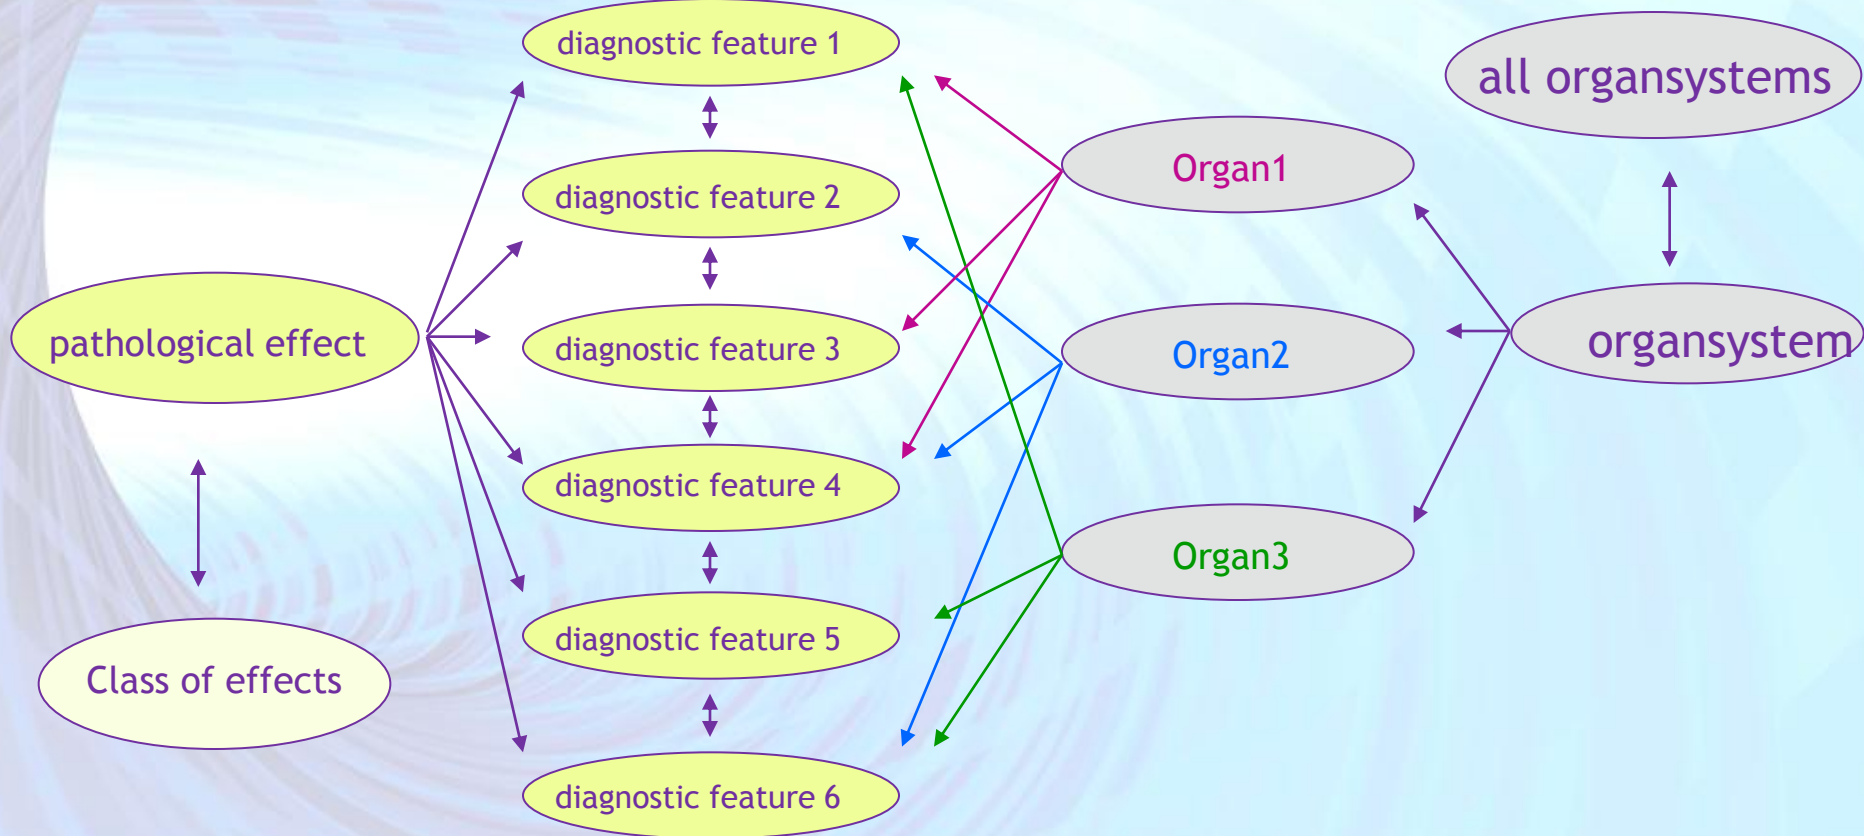 diagnostic feature 1
diagnostic feature 2
diagnostic feature 3
diagnostic feature 4
diagnostic feature 5
diagnostic feature 6
pathological effect
Class of effects
Organ1
Organ2
Organ3
all organsystems
organsystem